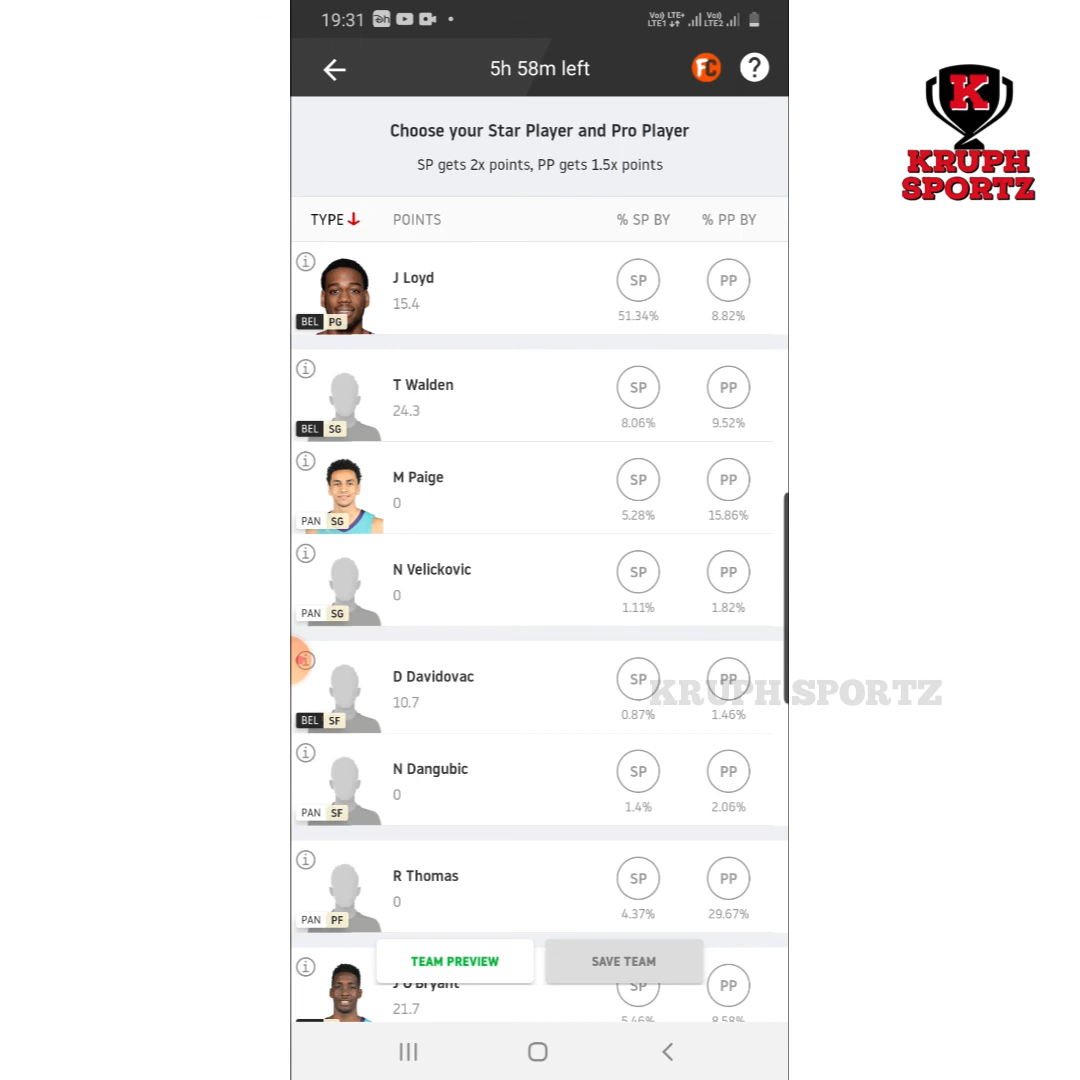 19:31
Vo) LTE+ Vo)
LTE1 LTE2
5h 58m left
FC
?
K
KRUPH
SPORTZ
Choose your Star Player and Pro Player
SP gets 2x points, PP gets 1.5x points
TYPE POINTS % SP BY % PP BY
i
J Loyd
15.4
SP PP
BEL PG
51.34% 8.82%
i
T Walden
24.3
SP PP
BEL SG
8.06% 9.52%
i
M Paige
0
SP PP
PAN SG
5.28% 15.86%
i
N Velickovic
0
SP PP
PAN SG
1.11% 1.82%
i
D Davidovac
10.7
SP PP
KRUPH SPORTZ
BEL SF
0.87% 1.46%
i
N Dangubic
0
SP PP
PAN SF
1.4% 2.06%
i
R Thomas
0
SP PP
PAN PF
4.37% 29.67%
TEAM PREVIEW SAVE TEAM
i
J O Bryant
21.7
SP PP
5.46% 8.58%